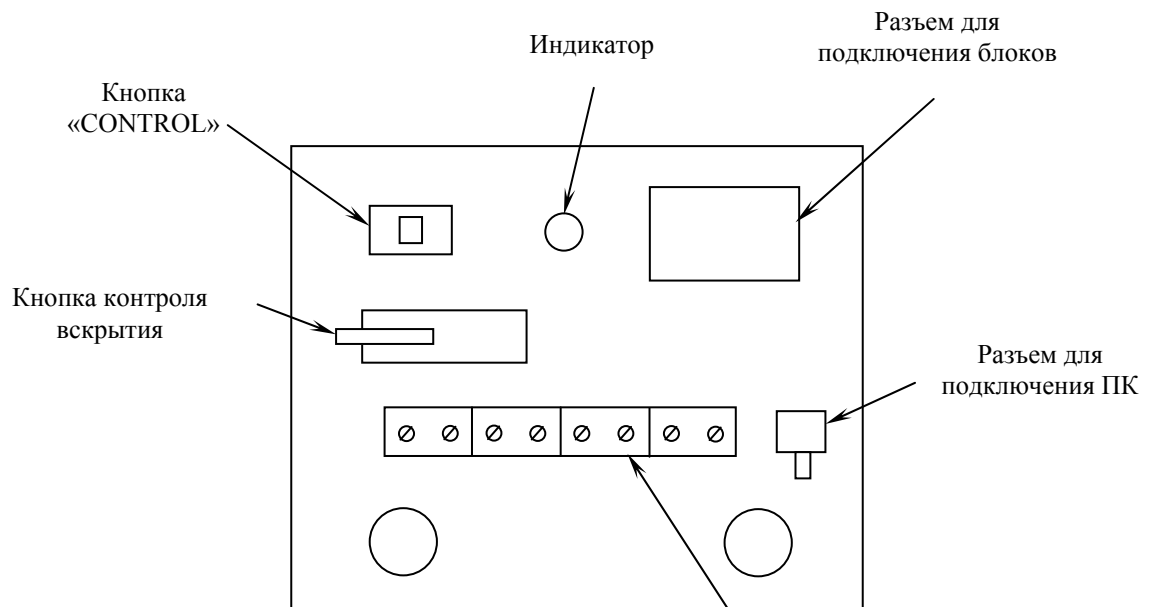 Разъем для
подключения блоков
Индикатор
Кнопка
«CONTROL»
Кнопка контроля
вскрытия
Разъем для
подключения ПК